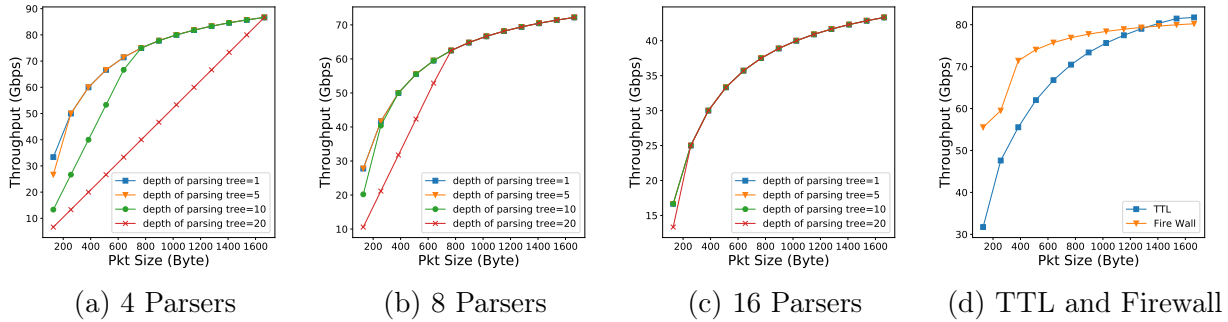 90
80
70
60
50
40
30
20
10
Throughput (Gbps)
depth of parsing tree=1
depth of parsing tree=5
depth of parsing tree=10
depth of parsing tree=20
200 400 600 800 1000 1200 1400 1600
Pkt Size (Byte)
(a) 4 Parsers
70
60
50
40
30
20
10
Throughput (Gbps)
depth of parsing tree=1
depth of parsing tree=5
depth of parsing tree=10
depth of parsing tree=20
200 400 600 800 1000 1200 1400 1600
Pkt Size (Byte)
(b) 8 Parsers
40
35
30
25
20
15
Throughput (Gbps)
depth of parsing tree=1
depth of parsing tree=5
depth of parsing tree=10
depth of parsing tree=20
200 400 600 800 1000 1200 1400 1600
Pkt Size (Byte)
(c) 16 Parsers
80
70
60
50
40
30
Throughput (Gbps)
TTL
Fire Wall
200 400 600 800 1000 1200 1400 1600
Pkt Size (Byte)
(d) TTL and Firewall